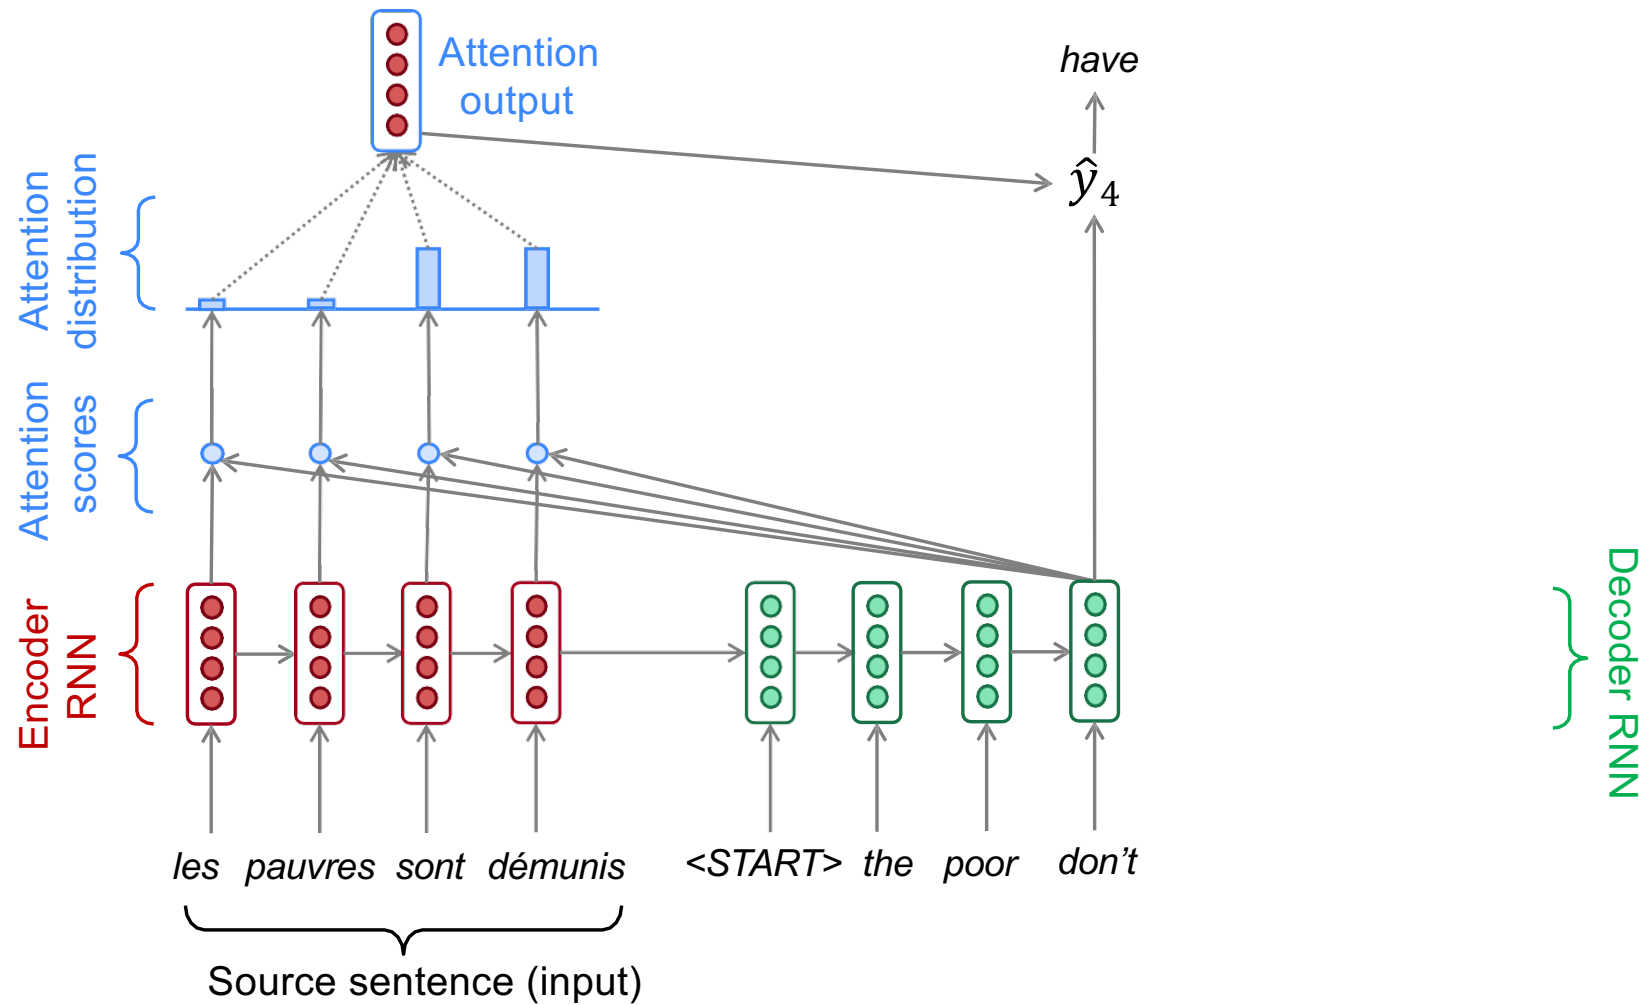 Attention
output
have
ŷ4
Attention
distribution
Attention
scores
Encoder
RNN
Decoder RNN
les pauvres sont démunis <START> the poor don’t
Source sentence (input)